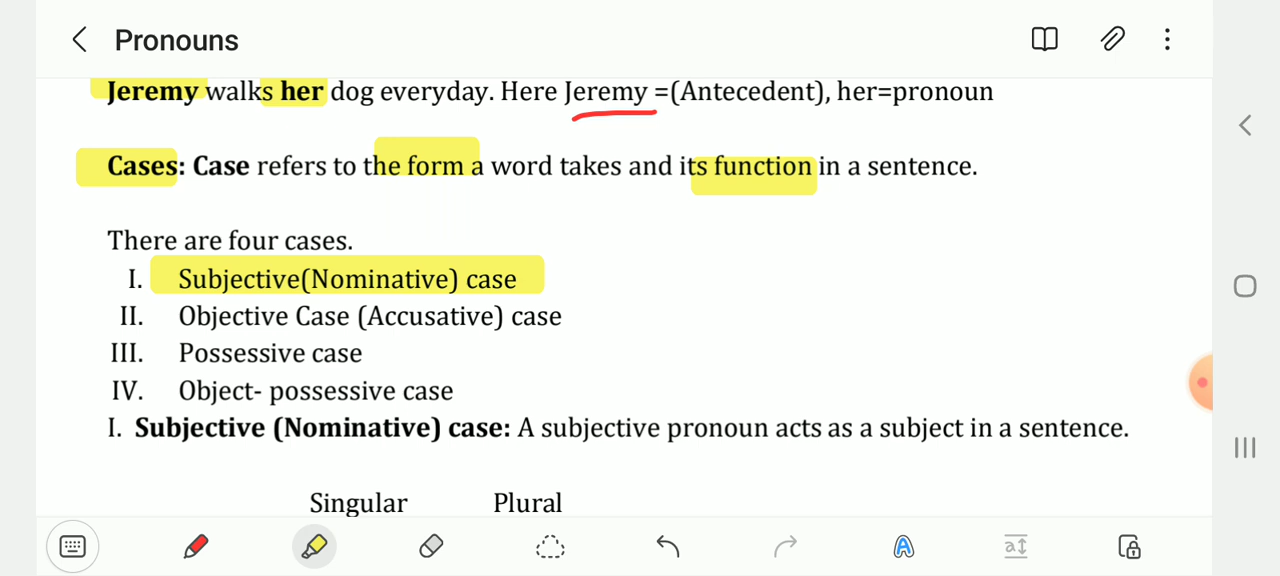 Pronouns
Jeremy walks her dog everyday. Here Jeremy =(Antecedent), her=pronoun
Cases: Case refers to the form a word takes and its function in a sentence.
There are four cases.
I. Subjective(Nominative) case
II. Objective Case (Accusative) case
III. Possessive case
IV. Object- possessive case
I. Subjective (Nominative) case: A subjective pronoun acts as a subject in a sentence.
Singular Plural
A a